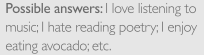 Possible answers: I love listening to
music; I hate reading poetry; I enjoy
eating avocado; etc.